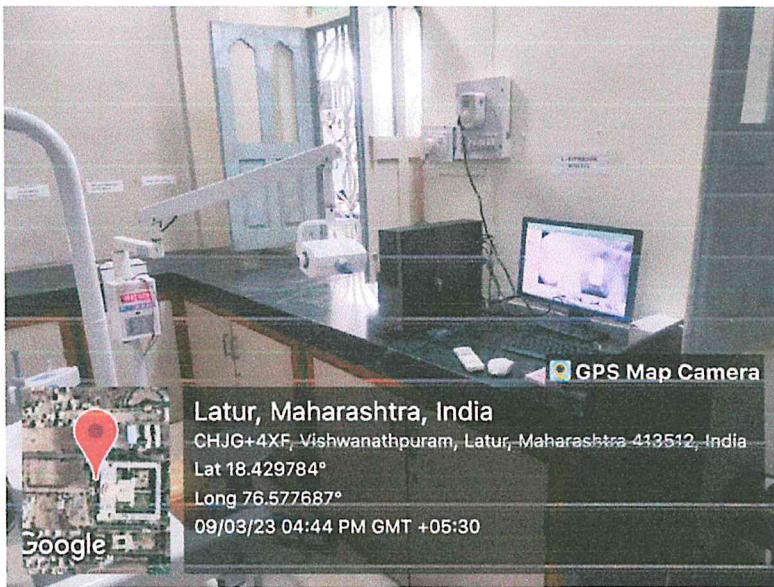 GPS Map Camera
Latur, Maharashtra, India
CHJG+4XF, Vishwanathpuram, Latur, Maharashtra 413512, India
Lat 18.429784°
Long 76.577687°
09/03/23 04:44 PM GMT +05:30
Google